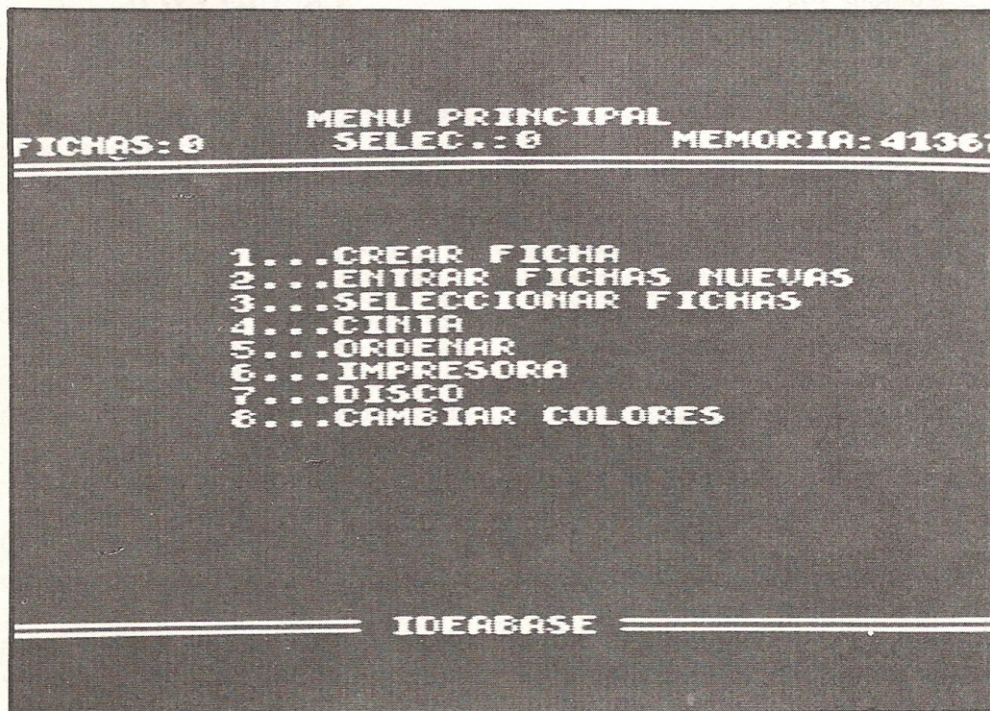 MENU PRINCIPAL
FICHAS:0 SELEC.:0 MEMORIA:41367
1...CREAR FICHA
2...ENTRAR FICHAS NUEVAS
3...SELECCIONAR FICHAS
4...CINTA
5...ORDENAR
6...IMPRESORA
7...DISCO
8...CAMBIAR COLORES
IDEABASE